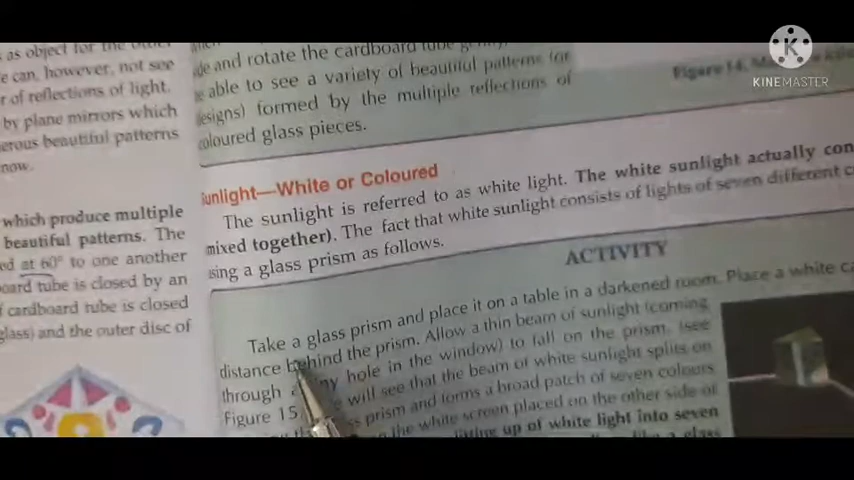 as object for the other
e can, however, not see
r of reflections of light.
by plane mirrors which
erous beautiful patterns
now.
which produce multiple
beautiful patterns. The
ed at 60° to one another
oard tube is closed by an
f cardboard tube is closed
glass) and the outer disc of
de and rotate the cardboard tube
e able to see a variety of beautiful patterns (or
esigns) formed by the multiple reflections of
oloured glass pieces.
Figure 14.
K
KINEMASTER
Sunlight—White or Coloured
The sunlight is referred to as white light. The white sunlight actually con
mixed together). The fact that white sunlight consists of lights of seven different c
sing a glass prism as follows.
ACTIVITY
Take a glass prism and place it on a table in a darkened room. Place a white ca
distance behind the prism. Allow a thin beam of sunlight (coming
through a ny hole in the window) to fall on the prism. (see
Figure 15 will see that the beam of white sunlight splits on
prism and forms a broad patch of seven colours
the white screen placed on the other side of
up of white light into seven
a glass